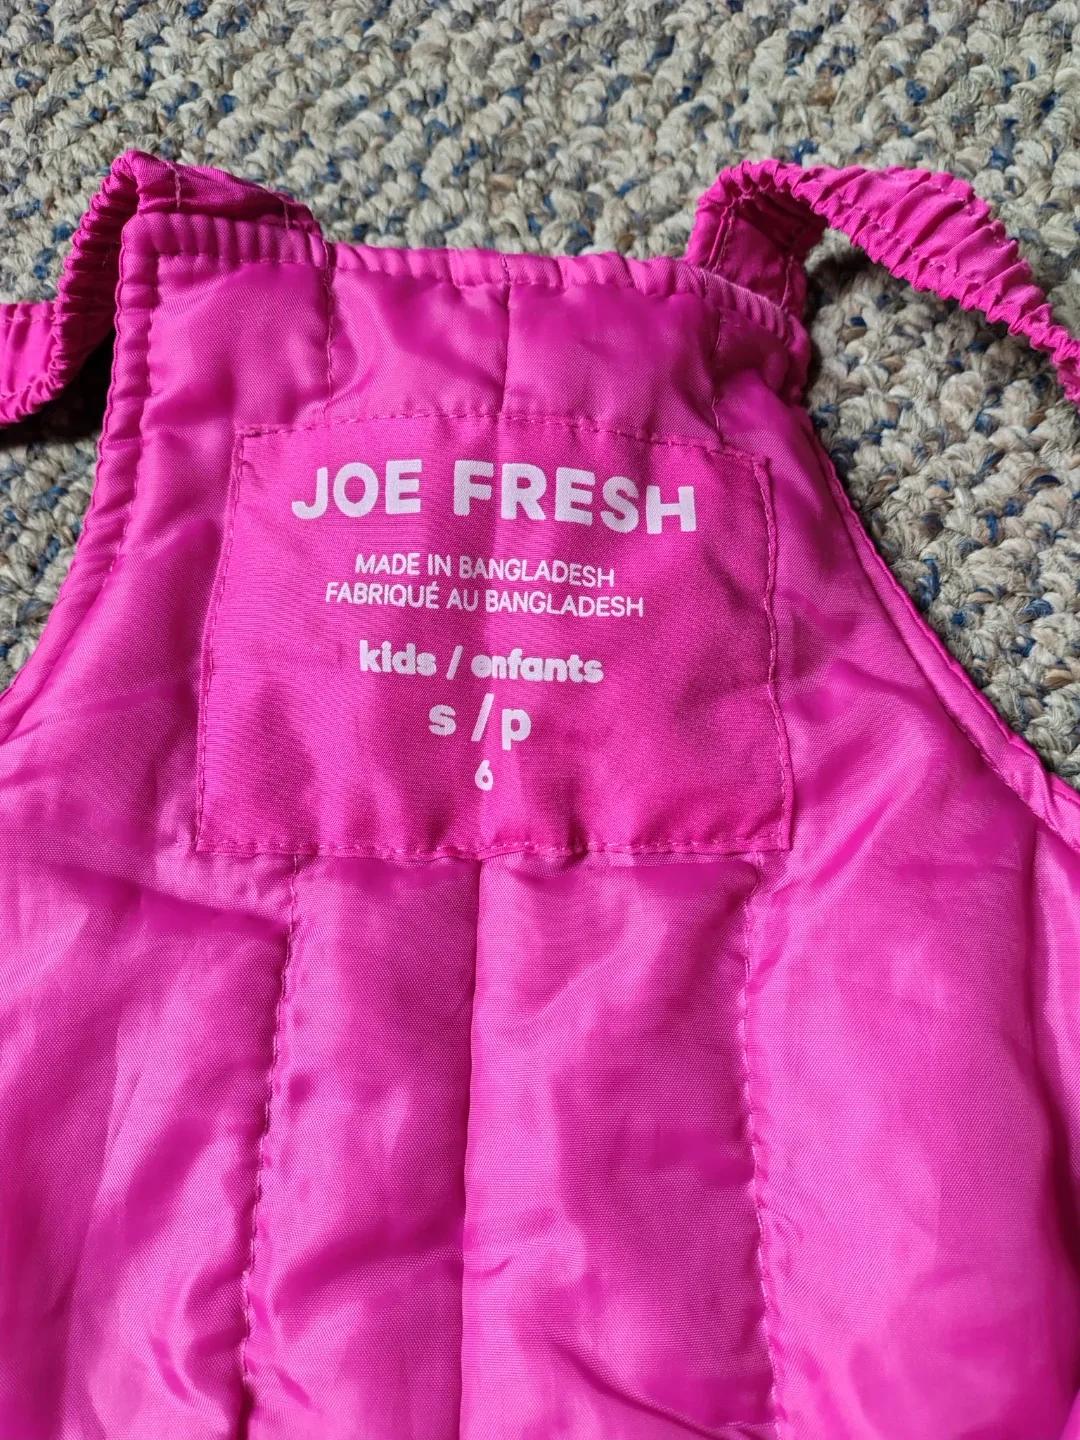 JOE FRESH
MADE IN BANGLADESH
FABRIQUÉ AU BANGLADESH
kids / enfants
s / p
6